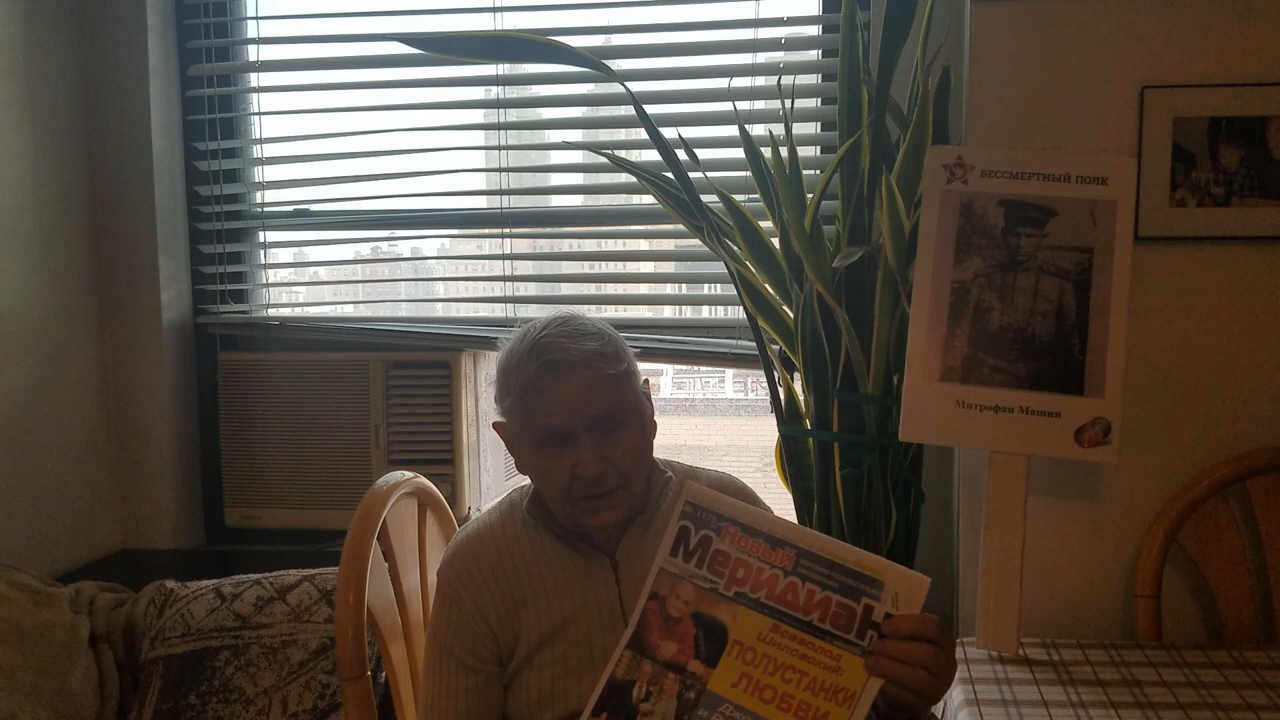 БЕССМЕРТНЫЙ ПОЛК
Митрофан Машин
Новый
Меридиан
Всеволод
Шиловский.
ПОЛУСТАНКИ
ЛЮБВИ